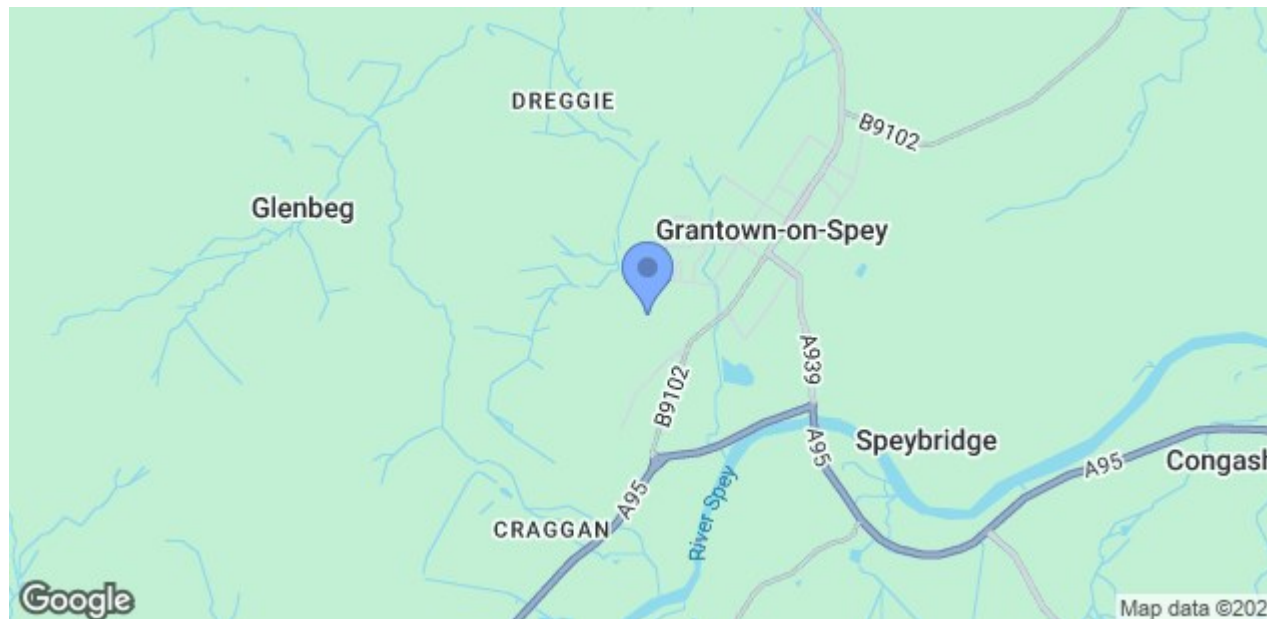 DREGGIE
B9102
Glenbeg
Grantown-on-Spey
A939
B9102
Speybridge
A95
A95
Congash
A95
River Spey
CRAGGAN
Google
Map data ©202